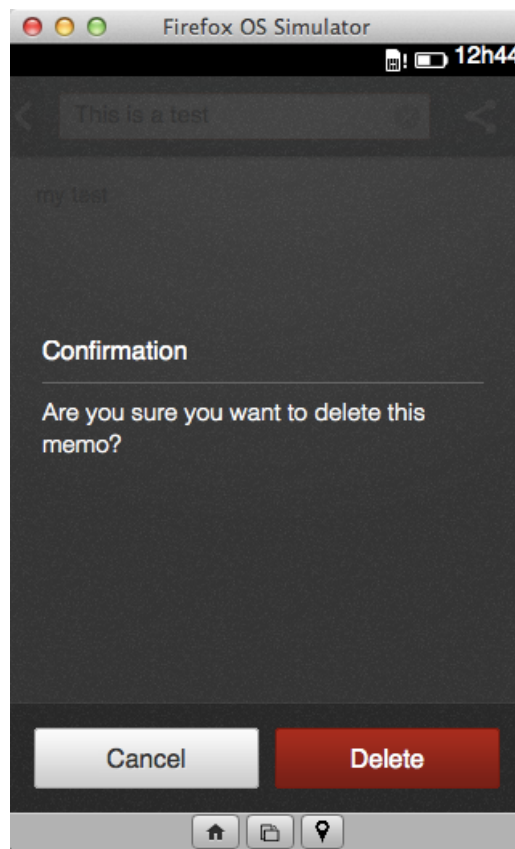 Firefox OS Simulator
12h44
This is a test
my test
Confirmation
Are you sure you want to delete this
memo?
Cancel
Delete